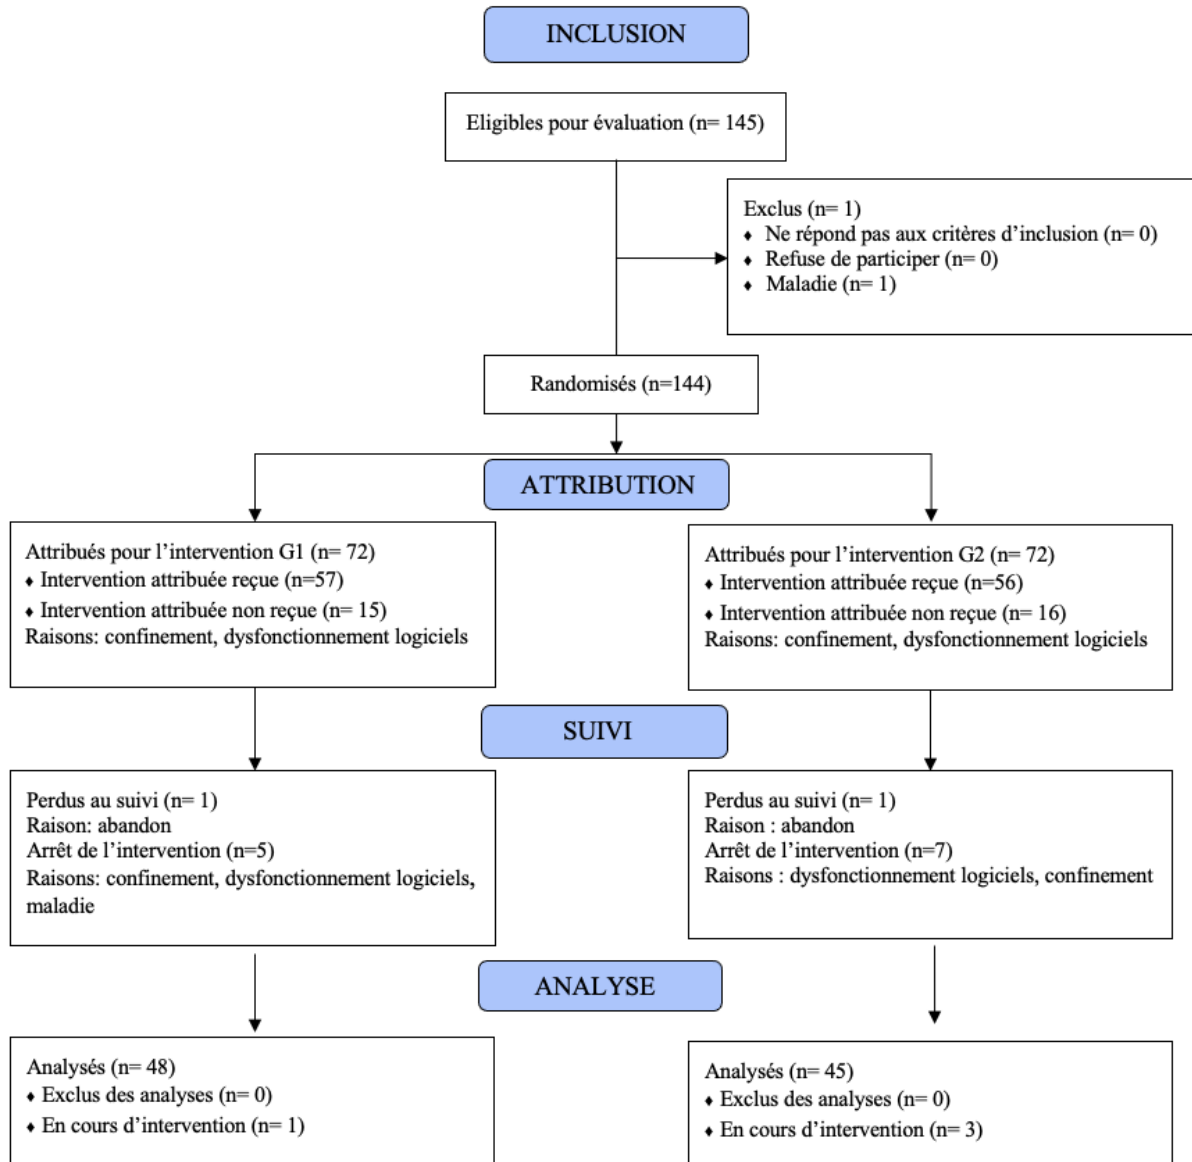 INCLUSION
Eligibles pour évaluation (n= 145)
Exclus (n= 1)
♦ Ne répond pas aux critères d'inclusion (n= 0)
♦ Refuse de participer (n= 0)
♦ Maladie (n= 1)
Randomisés (n=144)
ATTRIBUTION
Attribués pour l'intervention G1 (n= 72)
♦ Intervention attribuée reçue (n=57)
♦ Intervention attribuée non reçue (n= 15)
Raisons: confinement, dysfonctionnement logiciels
Attribués pour l'intervention G2 (n= 72)
♦ Intervention attribuée reçue (n=56)
♦ Intervention attribuée non reçue (n= 16)
Raisons: confinement, dysfonctionnement logiciels
SUIVI
Perdus au suivi (n= 1)
Raison: abandon
Arrêt de l'intervention (n=5)
Raisons: confinement, dysfonctionnement logiciels,
maladie
Perdus au suivi (n= 1)
Raison : abandon
Arrêt de l'intervention (n=7)
Raisons : dysfonctionnement logiciels, confinement
ANALYSE
Analysés (n= 48)
♦ Exclus des analyses (n= 0)
♦ En cours d'intervention (n= 1)
Analysés (n= 45)
♦ Exclus des analyses (n= 0)
♦ En cours d'intervention (n= 3)